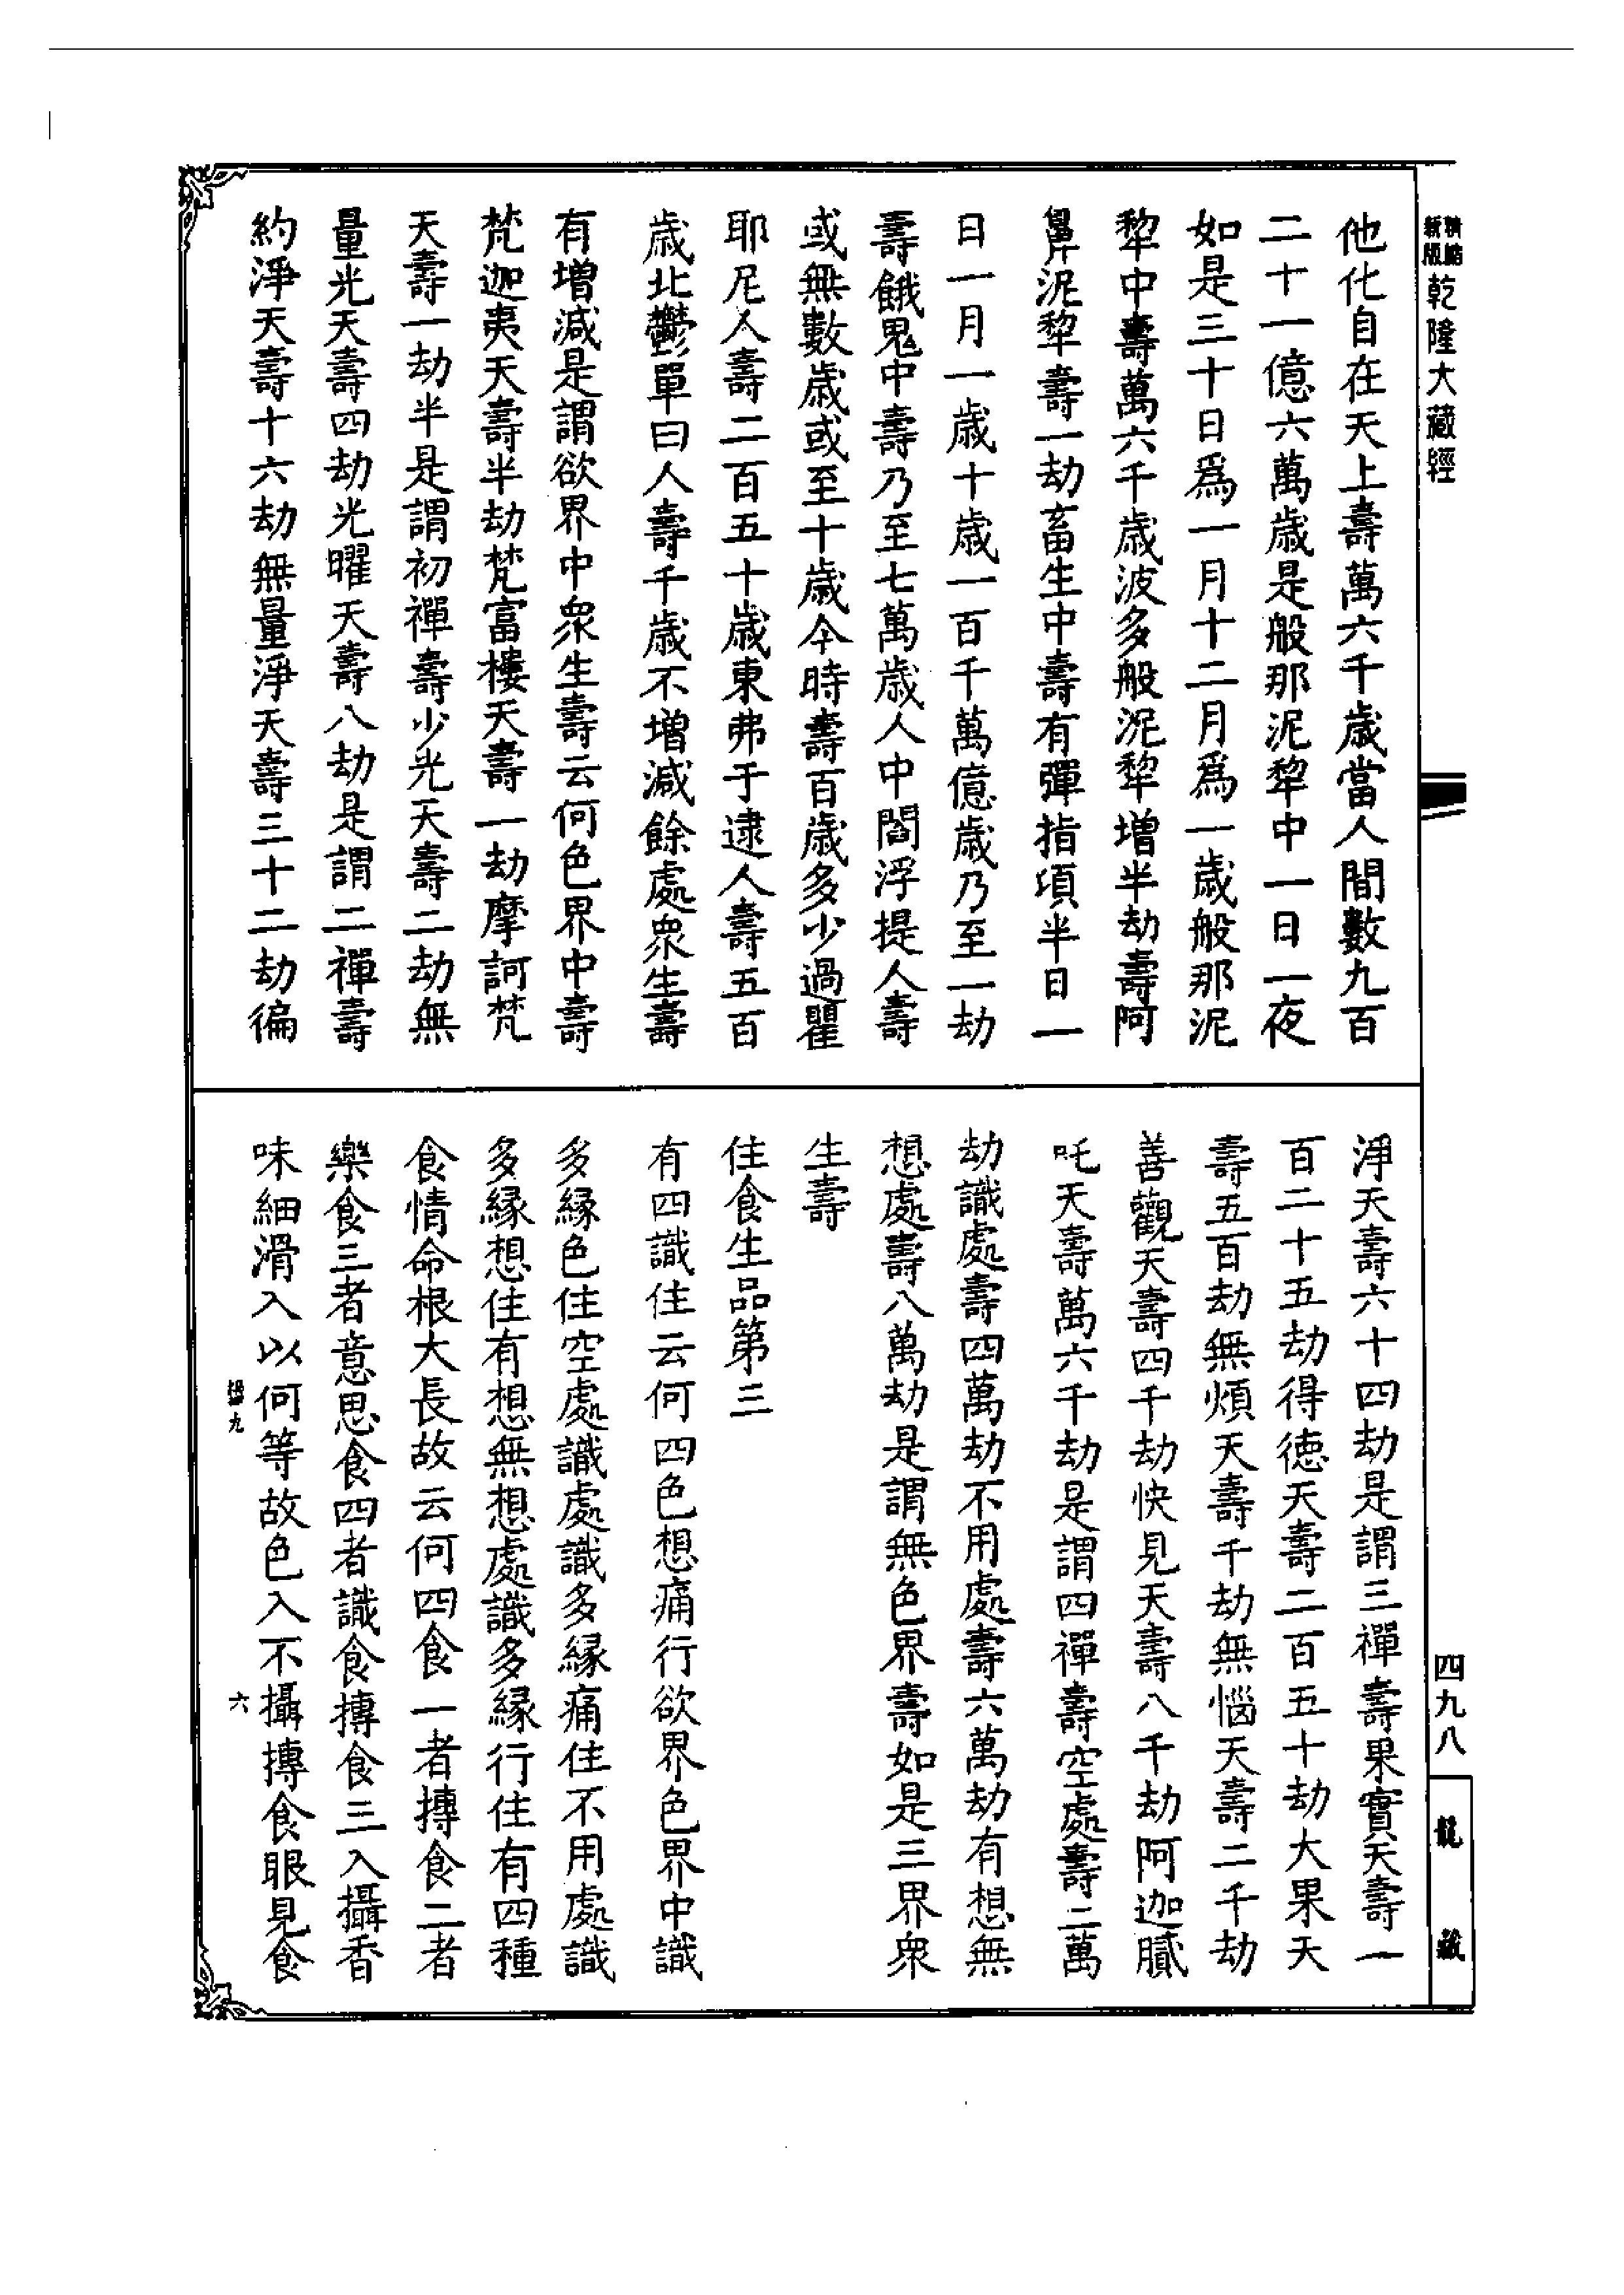 精縮
新版
乾隆大藏經
他化自在天上壽萬六千歲當人間數九百
二十一億六萬歲是般那泥犂中一日一夜
如是三十日爲一月十二月爲一歲般那泥
犂中壽萬六千歲波多般泥犂增半劫壽阿
鼻泥犂壽一劫畜生中壽有彈指項半日一
日一月一歲十歲一百千萬億歲乃至一劫
壽餓鬼中壽乃至七萬歲人中閻浮提人壽
或無數歲或至十歲今時壽百歲多少過瞿
耶尼人壽二百五十歲東弗于逮人壽五百
歲北鬱單曰人壽千歲不增減餘處衆生壽
有增減是謂欲界中衆生壽云何色界中壽
梵迦夷天壽半劫梵富樓天壽一劫摩訶梵
天壽一劫半是謂初禪壽少光天壽二劫無
量光天壽四劫光曜天壽八劫是謂二禪壽
約淨天壽十六劫無量淨天壽三十二劫徧
淨天壽六十四劫是謂三禪壽果實天壽一
百二十五劫得德天壽二百五十劫大果天
壽五百劫無煩天壽千劫無惱天壽二千劫
善觀天壽四千劫快見天壽八千劫阿迦膩
吒天壽萬六千劫是謂四禪壽空處壽二萬
劫識處壽四萬劫不用處壽六萬劫有想無
想處壽八萬劫是謂無色界壽如是三界衆
生壽
住食生品第三
有四識住云何四色想痛行欲界色界中識
多緣色住空處識處識多緣痛住不用處識
多緣想住有想無想處識多緣行住有四種
食情命根大長故云何四食一者摶食二者
樂食三者意思食四者識食摶食三入攝香
味細滑入以何等故色入不攝摶食眼見食
九
六
四九八
龍藏